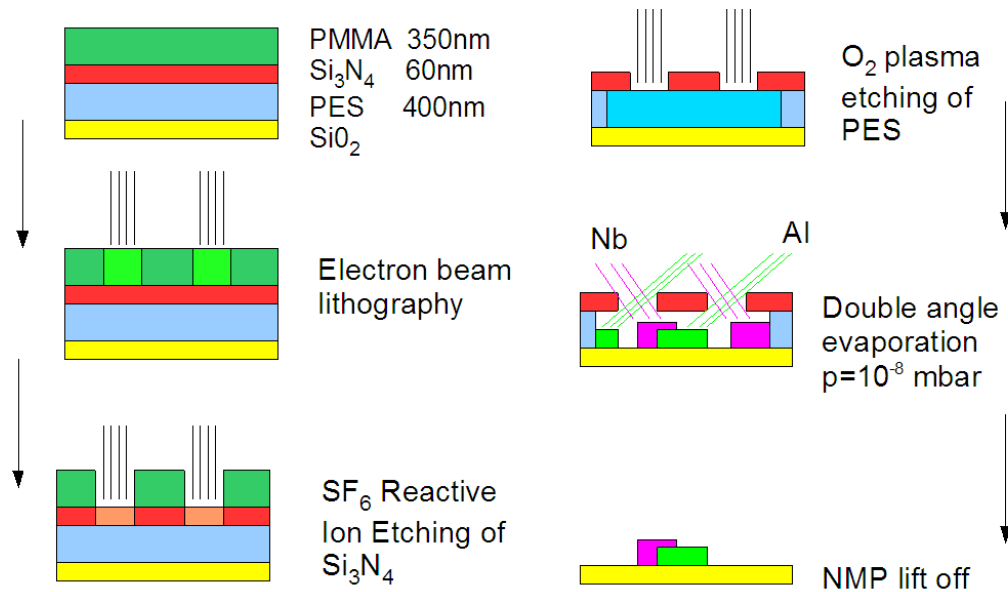 PMMA 350nm
Si₃N₄ 60nm
PES 400nm
Si0₂
Electron beam
lithography
SF₆ Reactive
Ion Etching of
Si₃N₄
O₂ plasma
etching of
PES
Nb Al
Double angle
evaporation
p=10⁻⁸ mbar
NMP lift off